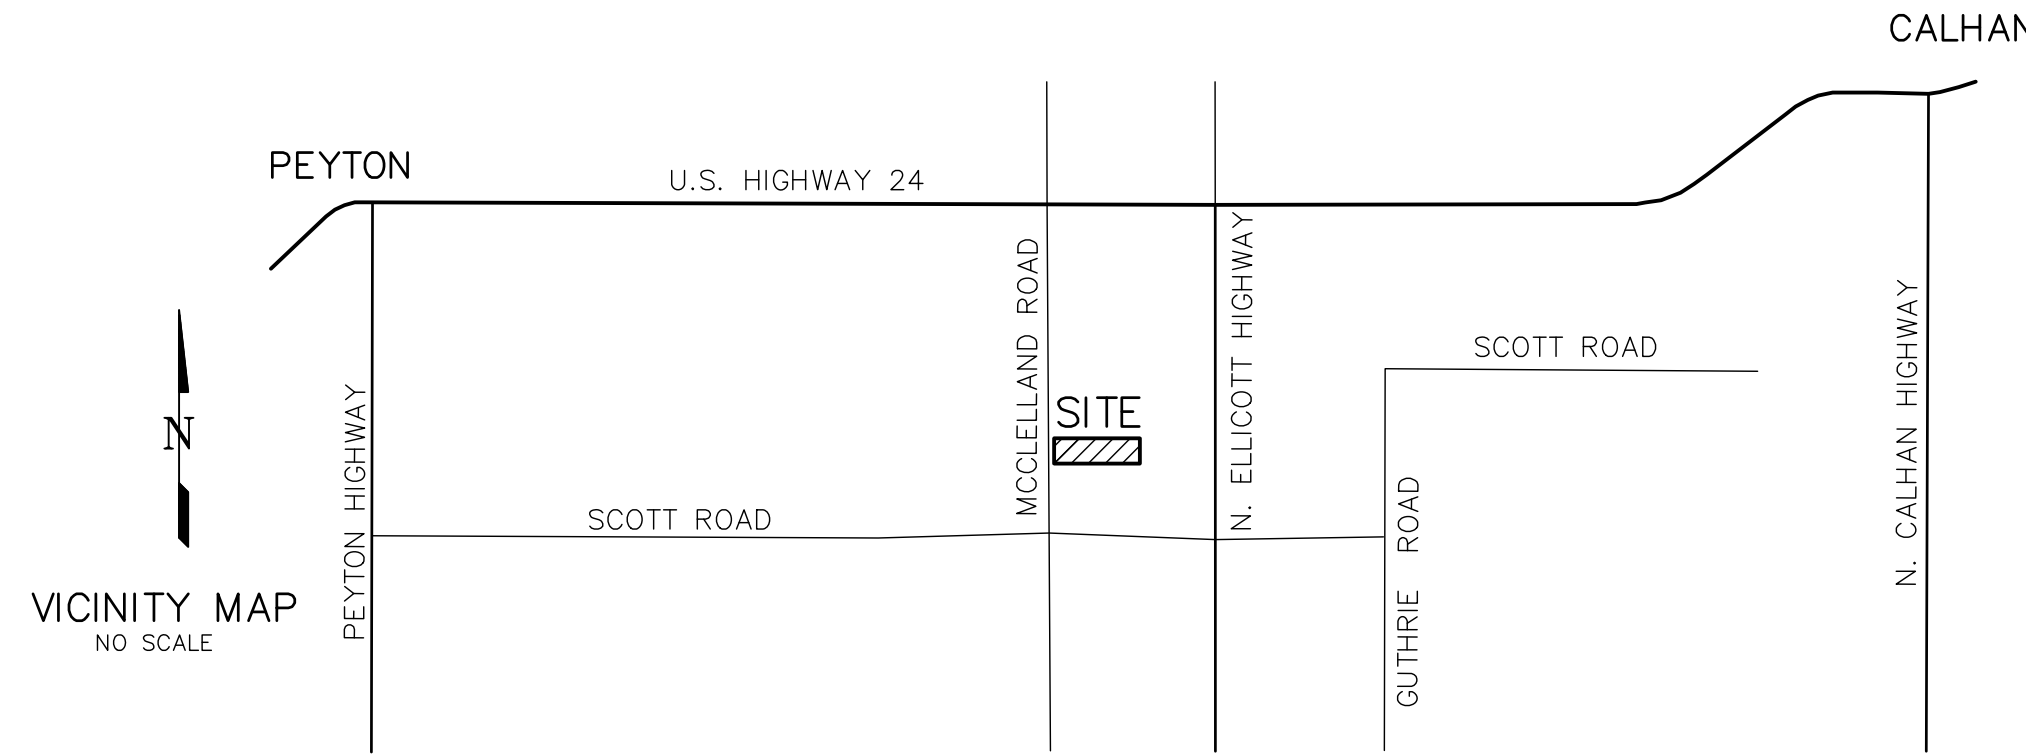 CALHAN
PEYTON
U.S. HIGHWAY 24
MCCLELLAND ROAD
N. ELLICOTT HIGHWAY
N. CALHAN HIGHWAY
SCOTT ROAD
PEYTON HIGHWAY
SITE
N
SCOTT ROAD
GUTHRIE ROAD
VICINITY MAP
NO SCALE